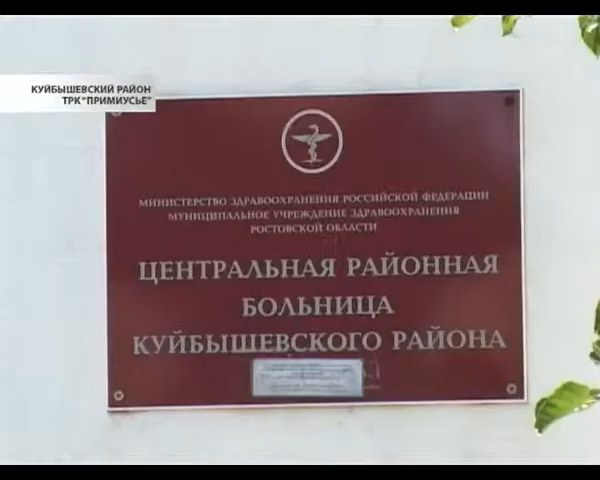 КУЙБЫШЕВСКИЙ РАЙОН
ТРК "ПРИМИУСЬЕ"
МИНИСТЕРСТВО ЗДРАВООХРАНЕНИЯ РОССИЙСКОЙ ФЕДЕРАЦИИ
МУНИЦИПАЛЬНОЕ УЧРЕЖДЕНИЕ ЗДРАВООХРАНЕНИЯ
РОСТОВСКОЙ ОБЛАСТИ
ЦЕНТРАЛЬНАЯ РАЙОННАЯ
БОЛЬНИЦА
КУЙБЫШЕВСКОГО РАЙОНА